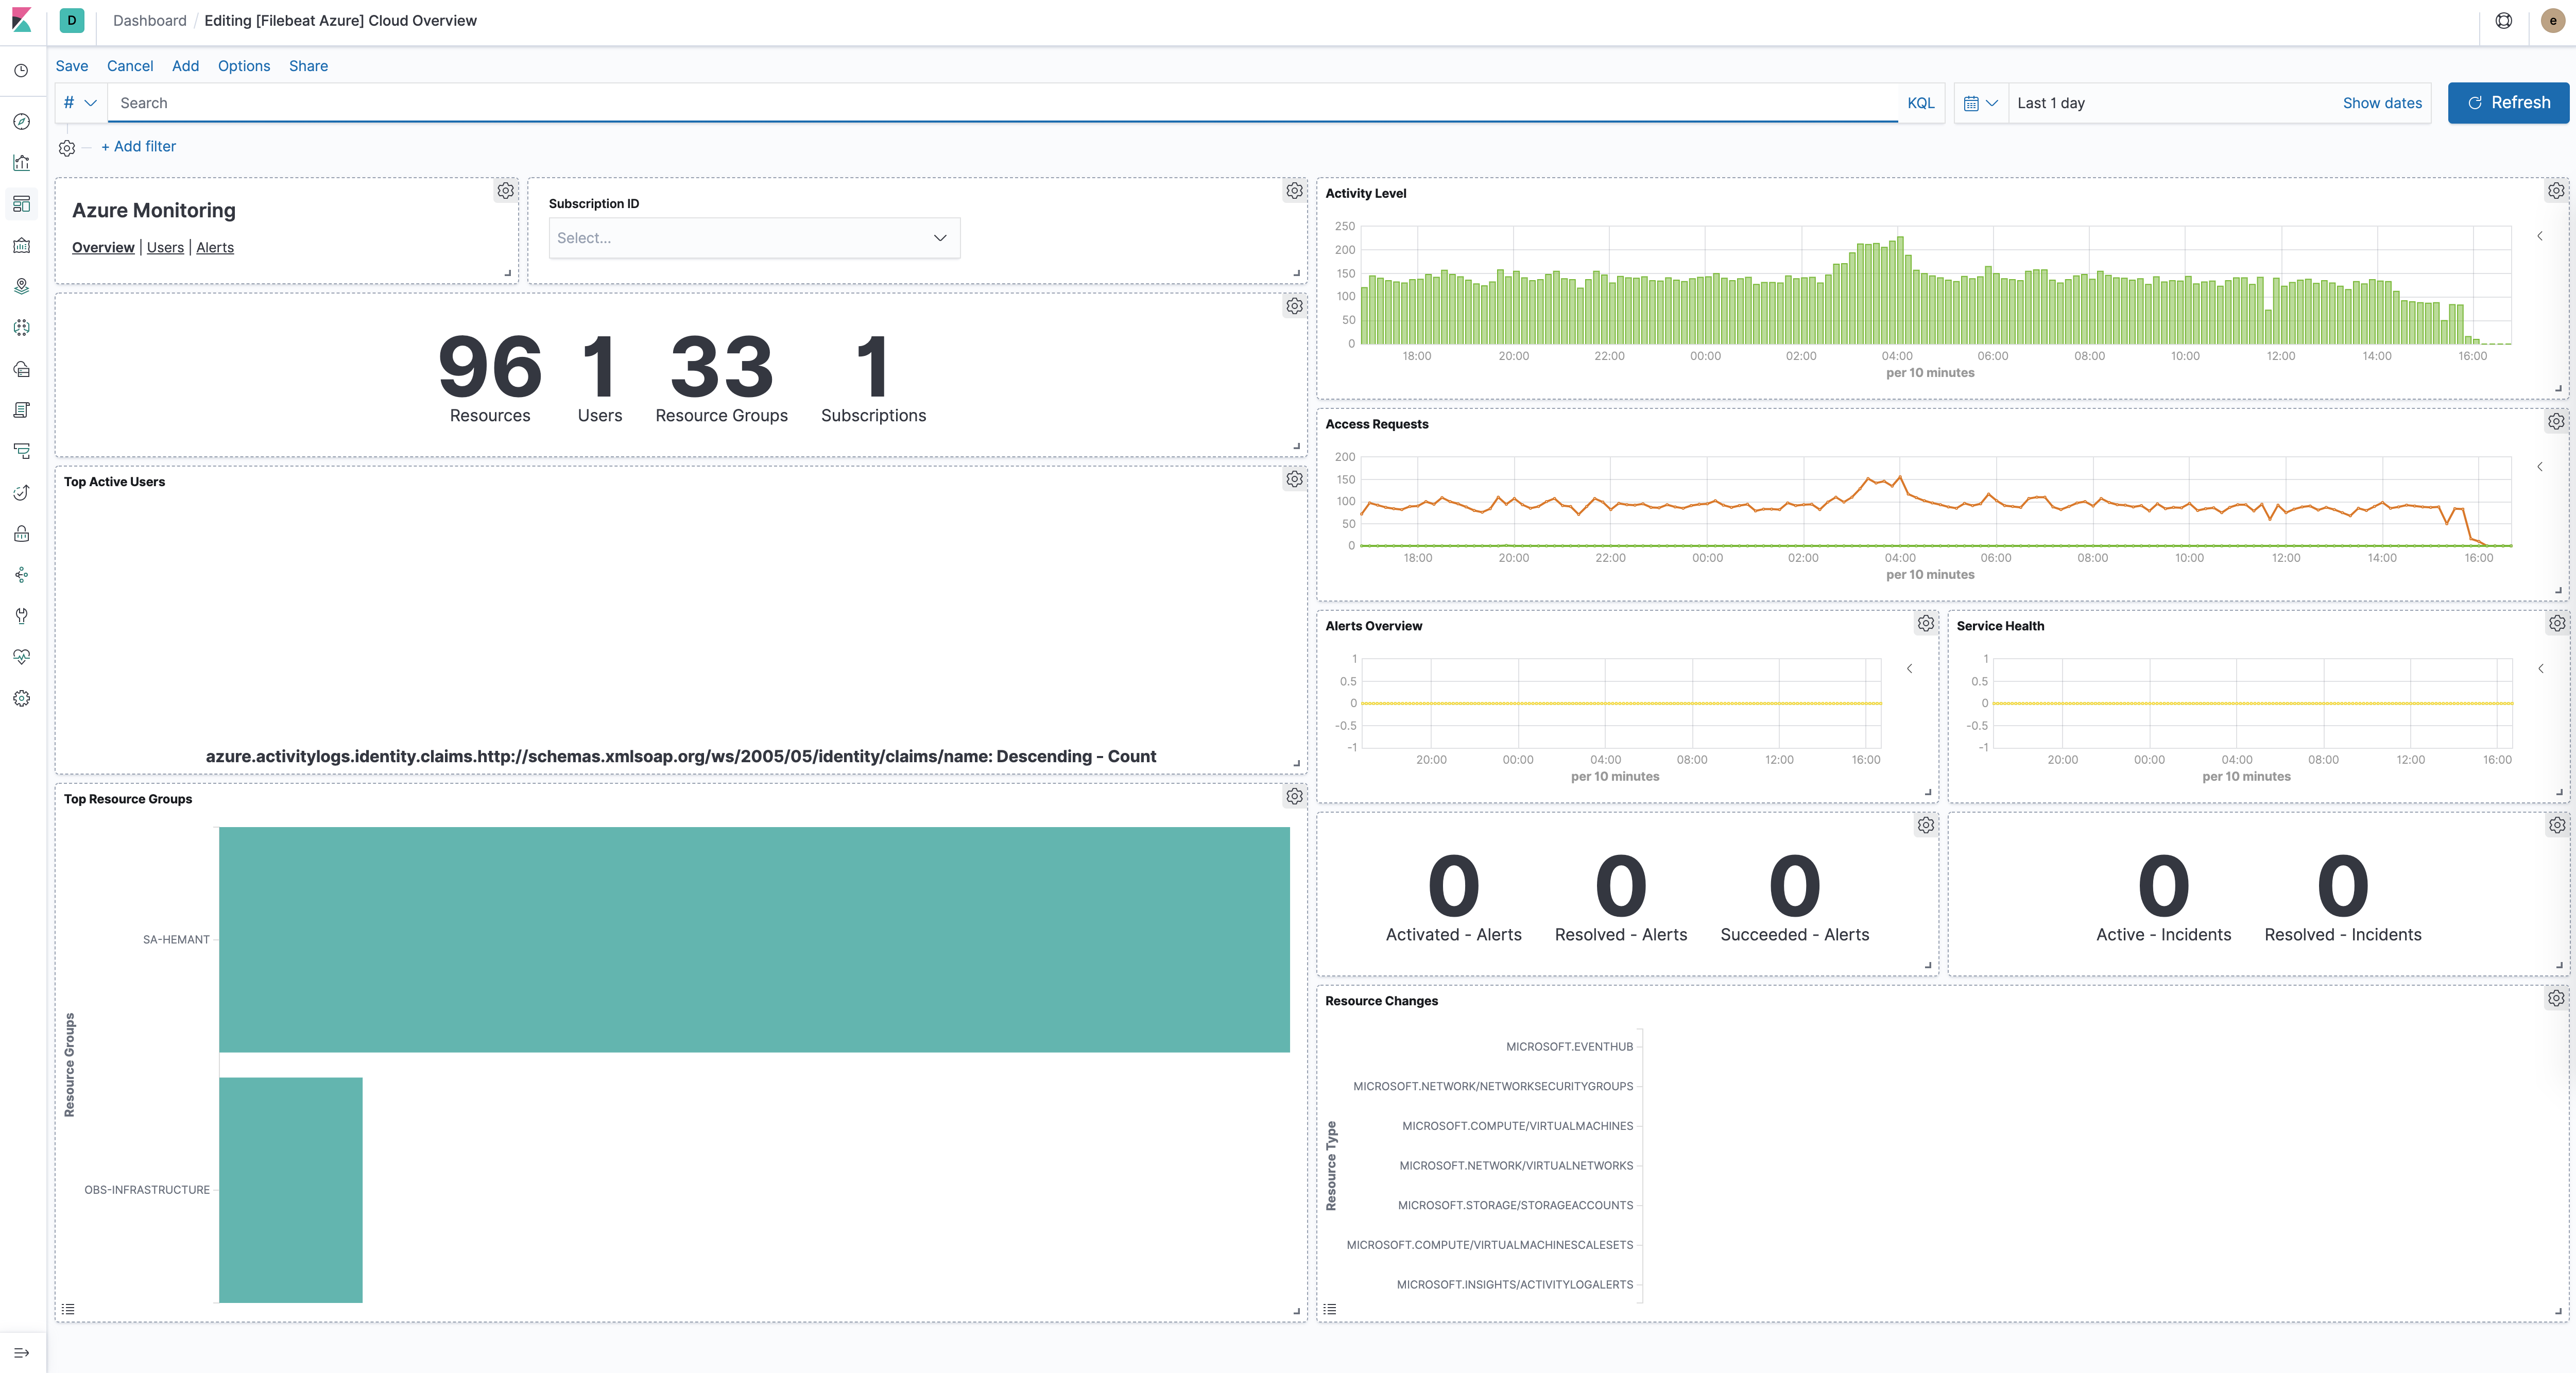 D Dashboard / Editing [Filebeat Azure] Cloud Overview e
Save Cancel Add Options Share
# Search KQL Last 1 day Show dates Refresh
+ Add filter
Azure Monitoring
Overview | Users | Alerts
Subscription ID
Select...
96 1 33 1
Resources Users Resource Groups Subscriptions
Top Active Users
azure.activitylogs.identity.claims.http://schemas.xmlsoap.org/ws/2005/05/identity/claims/name: Descending - Count
Top Resource Groups
Resource Groups
SA-HEMANT
OBS-INFRASTRUCTURE
Activity Level
250
200
150
100
50
0
18:00 20:00 22:00 00:00 02:00 04:00 06:00 08:00 10:00 12:00 14:00 16:00
per 10 minutes
Access Requests
200
150
100
50
0
18:00 20:00 22:00 00:00 02:00 04:00 06:00 08:00 10:00 12:00 14:00 16:00
per 10 minutes
Alerts Overview
1
0.5
0
-0.5
-1
20:00 00:00 04:00 08:00 12:00 16:00
per 10 minutes
Service Health
1
0.5
0
-0.5
-1
20:00 00:00 04:00 08:00 12:00 16:00
per 10 minutes
0 0 0
Activated - Alerts Resolved - Alerts Succeeded - Alerts
0 0
Active - Incidents Resolved - Incidents
Resource Changes
Resource Type
MICROSOFT.EVENTHUB
MICROSOFT.NETWORK/NETWORKSECURITYGROUPS
MICROSOFT.COMPUTE/VIRTUALMACHINES
MICROSOFT.NETWORK/VIRTUALNETWORKS
MICROSOFT.STORAGE/STORAGEACCOUNTS
MICROSOFT.COMPUTE/VIRTUALMACHINESCALESETS
MICROSOFT.INSIGHTS/ACTIVITYLOGALERTS